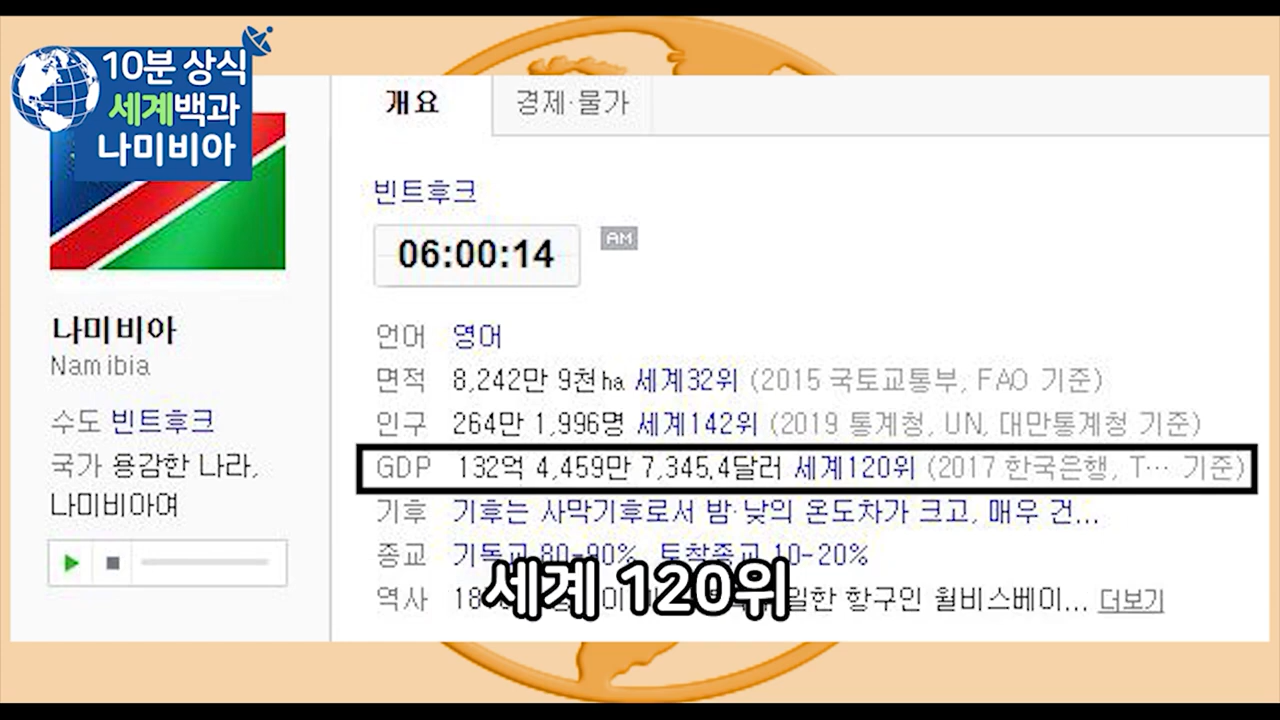 10분 상식
세계백과
나미비아
개요
경제·물가
빈트후크
06:00:14
AM
나미비아
Namibia
수도 빈트후크
국가 용감한 나라,
나미비아여
언어 영어
면적 8,242만 9천ha 세계32위 (2015 국토교통부, FAO 기준)
인구 264만 1,996명 세계142위 (2019 통계청, UN, 대만통계청 기준)
GDP 132억 4,459만 7,345.4달러 세계120위 (2017 한국은행, T… 기준)
기후 기후는 사막기후로서 밤·낮의 온도차가 크고, 매우 건...
종교 기독교 80-90%, 토착종교 10-20%
역사 항구인 월비스베이... 더보기
세계 120위